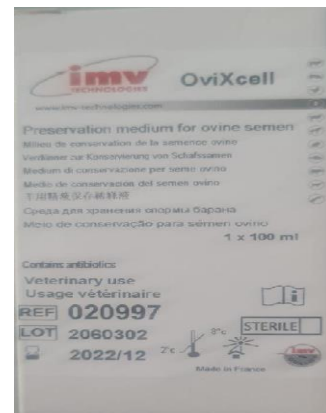 imv
TECHNOLOGIES
OviXcell
www.imv-technologies.com
Preservation medium for ovine semen
Milieu de conservation de la semence ovine
Verdünner zur Konservierung von Schafssamen
Medium di conservazione per seme ovino
Medio de conservación del semen ovino
Среда для хранения спермы барана
Meio de conservação para sémen ovino
1 x 100 ml
Contains antibiotics
Veterinary use
Usage vétérinaire
REF 020997
LOT 2060302
2022/12
2°c
STERILE
imv
Made in France